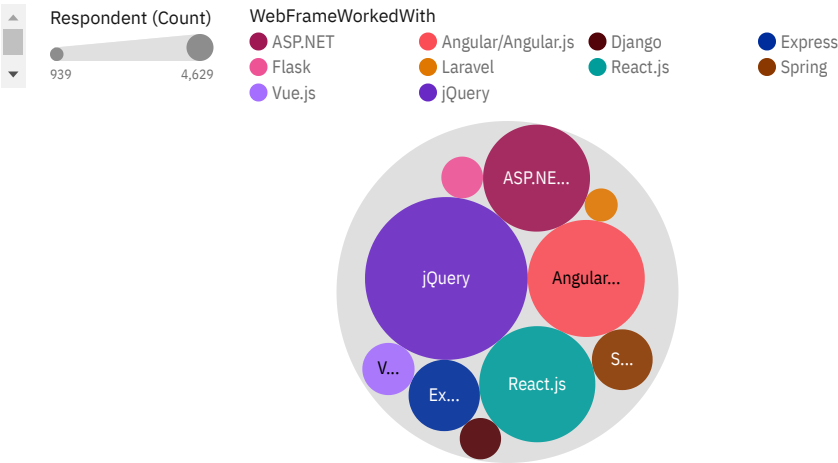 Respondent (Count)
939 4,629
WebFrameWorkedWith
ASP.NET Angular/Angular.js Django Express
Flask Laravel React.js Spring
Vue.js jQuery
ASP.NE...
jQuery
Angular...
S...
V...
React.js
Ex...